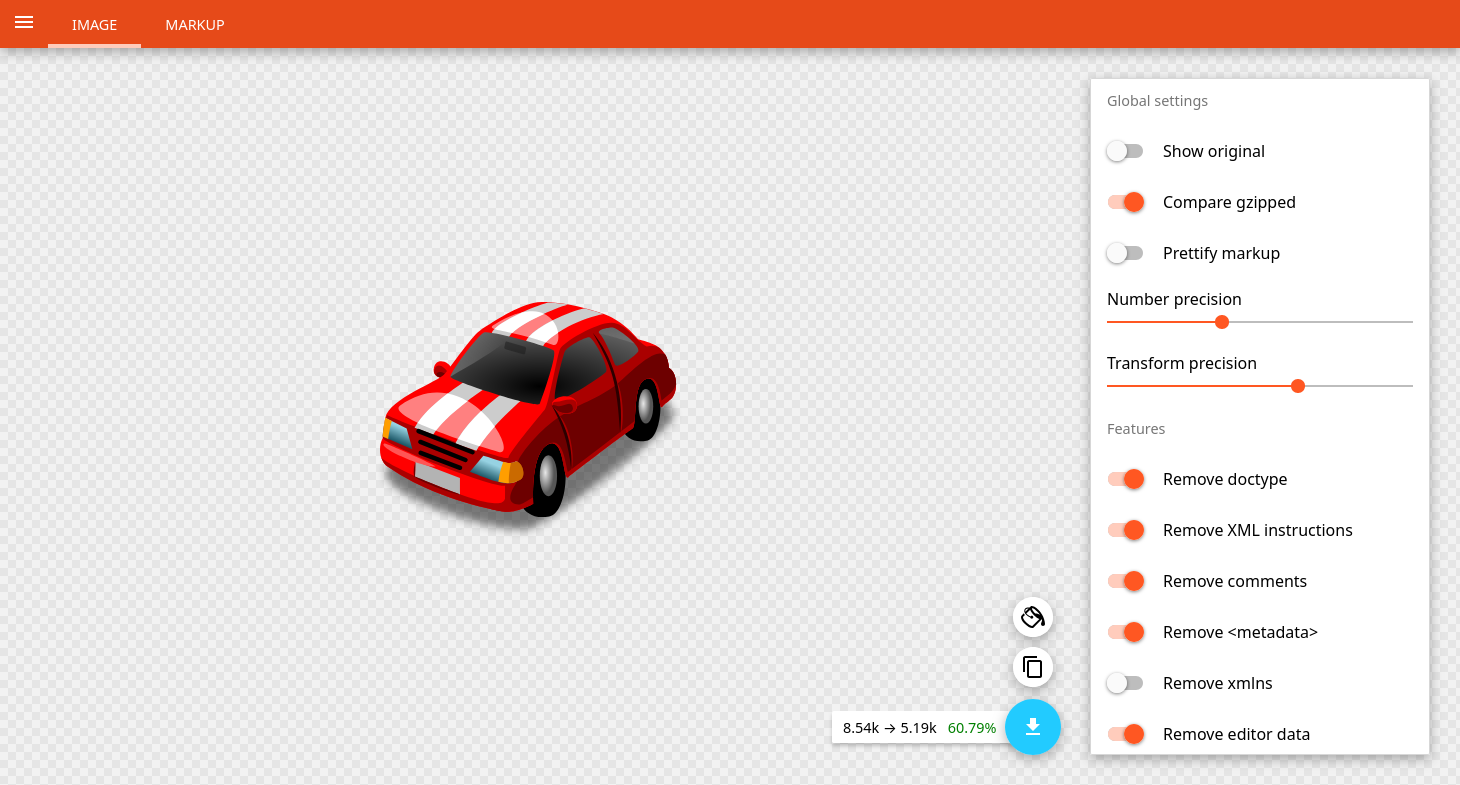 IMAGE MARKUP
Global settings
Show original
Compare gzipped
Prettify markup
Number precision
Transform precision
Features
Remove doctype
Remove XML instructions
Remove comments
Remove <metadata>
Remove xmlns
Remove editor data
8.54k → 5.19k 60.79%